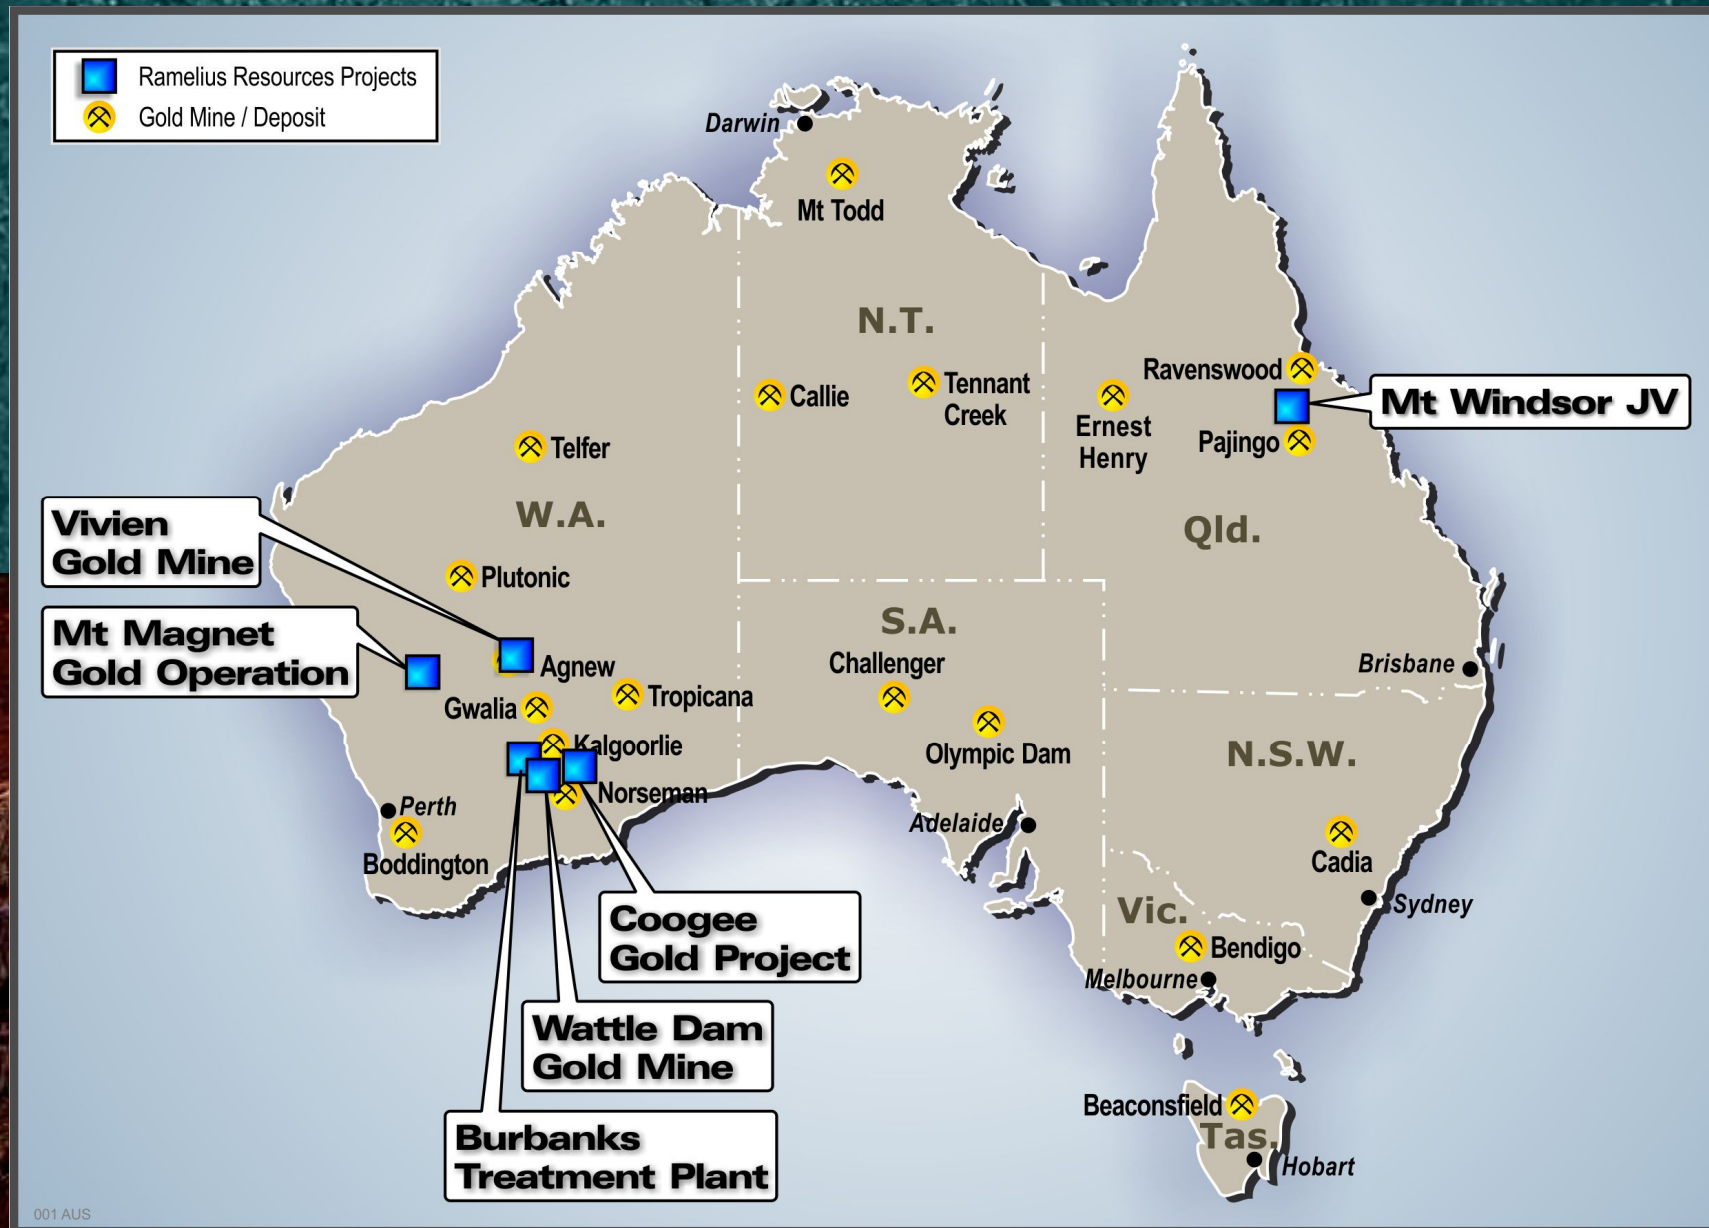 Ramelius Resources Projects
Gold Mine / Deposit
Darwin
Mt Todd
N.T.
Callie
Tennant
Creek
Ernest
Henry
Ravenswood
Mt Windsor JV
Pajingo
Qld.
Telfer
W.A.
Vivien
Gold Mine
Plutonic
Mt Magnet
Gold Operation
Agnew
Gwalia
Tropicana
Kalgoorlie
Norseman
Perth
Boddington
S.A.
Challenger
Olympic Dam
Adelaide
Brisbane
N.S.W.
Cadia
Sydney
Vic.
Bendigo
Melbourne
Coogee
Gold Project
Wattle Dam
Gold Mine
Burbanks
Treatment Plant
Beaconsfield
Tas.
Hobart
001 AUS